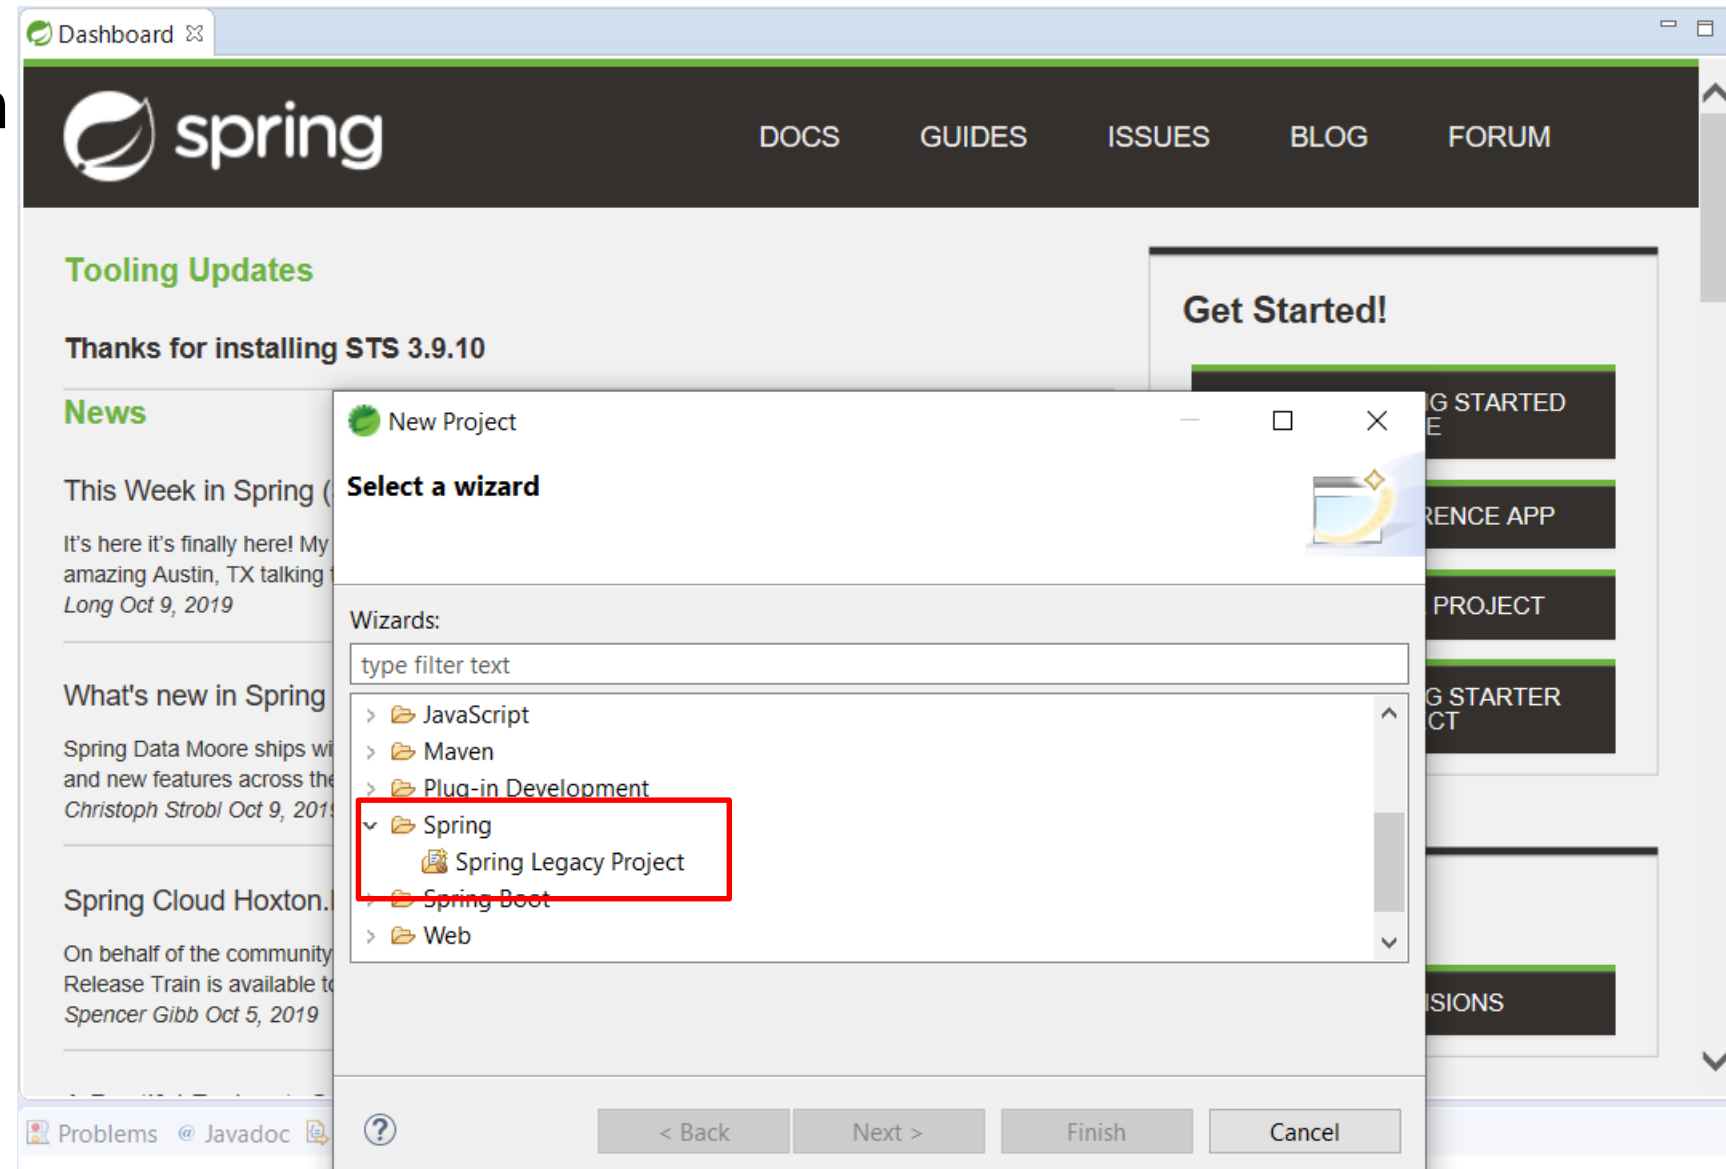 Dashboard
spring
DOCS GUIDES ISSUES BLOG FORUM
Tooling Updates
Thanks for installing STS 3.9.10
News
This Week in Spring (
It's here it's finally here! My
amazing Austin, TX talking
Long Oct 9, 2019
What's new in Spring
Spring Data Moore ships wi
and new features across the
Christoph Strobl Oct 9, 201
Spring Cloud Hoxton.
On behalf of the community
Release Train is available to
Spencer Gibb Oct 5, 2019
Get Started!
G STARTED
E
RENCE APP
PROJECT
G STARTER
CT
ISIONS
New Project
Select a wizard
Wizards:
type filter text
JavaScript
Maven
Plug-in Development
Spring
Spring Legacy Project
Spring Boot
Web
< Back Next > Finish Cancel
Problems @ Javadoc